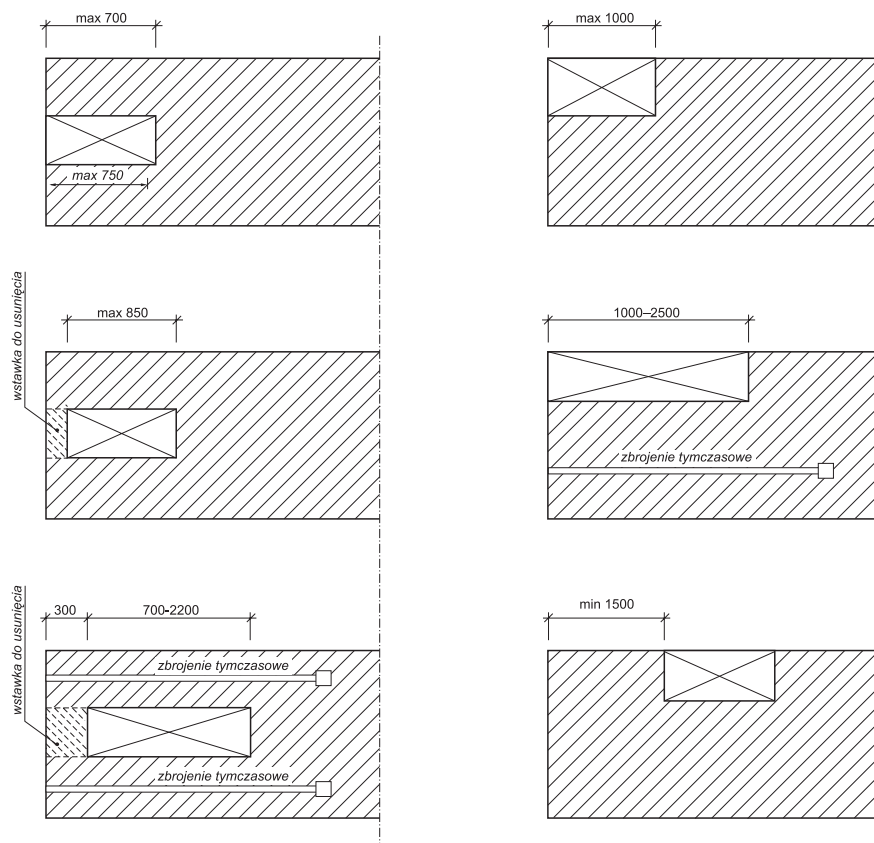 max 700
max 1000
max 750
wstawka do usunięcia
max 850
1000–2500
zbrojenie tymczasowe
wstawka do usunięcia
300
700-2200
min 1500
zbrojenie tymczasowe
zbrojenie tymczasowe